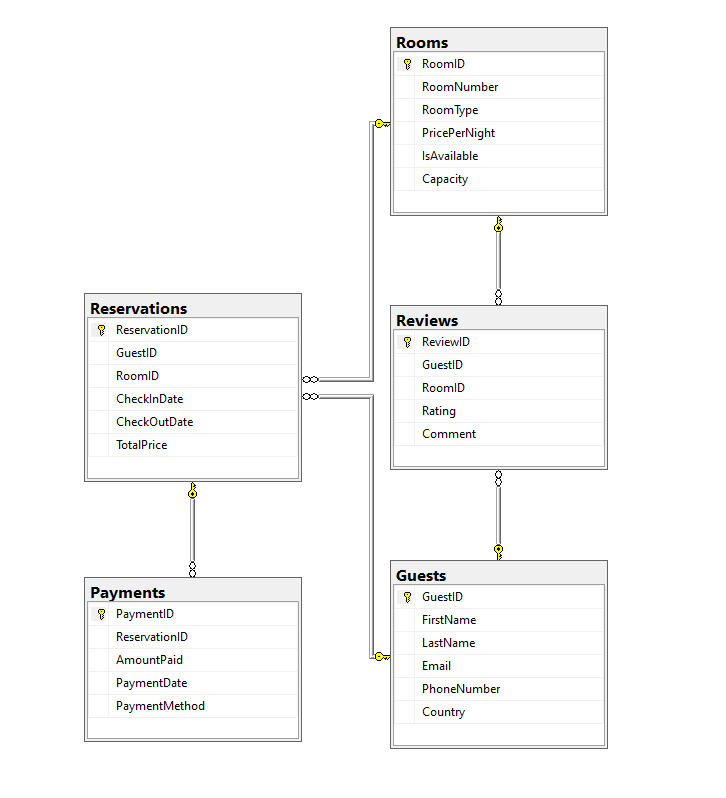 Rooms
RoomID
RoomNumber
RoomType
PricePerNight
IsAvailable
Capacity
Reservations
ReservationID
GuestID
RoomID
CheckInDate
CheckOutDate
TotalPrice
Reviews
ReviewID
GuestID
RoomID
Rating
Comment
Payments
PaymentID
ReservationID
AmountPaid
PaymentDate
PaymentMethod
Guests
GuestID
FirstName
LastName
Email
PhoneNumber
Country